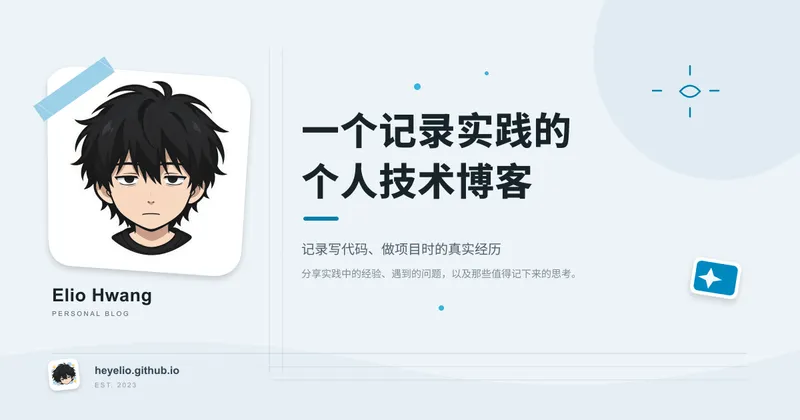 一个记录实践的
个人技术博客
记录写代码、做项目时的真实经历
分享实践中的经验、遇到的问题，以及那些值得记下来的思考。
Elio Hwang
PERSONAL BLOG
heyelio.github.io
EST. 2023